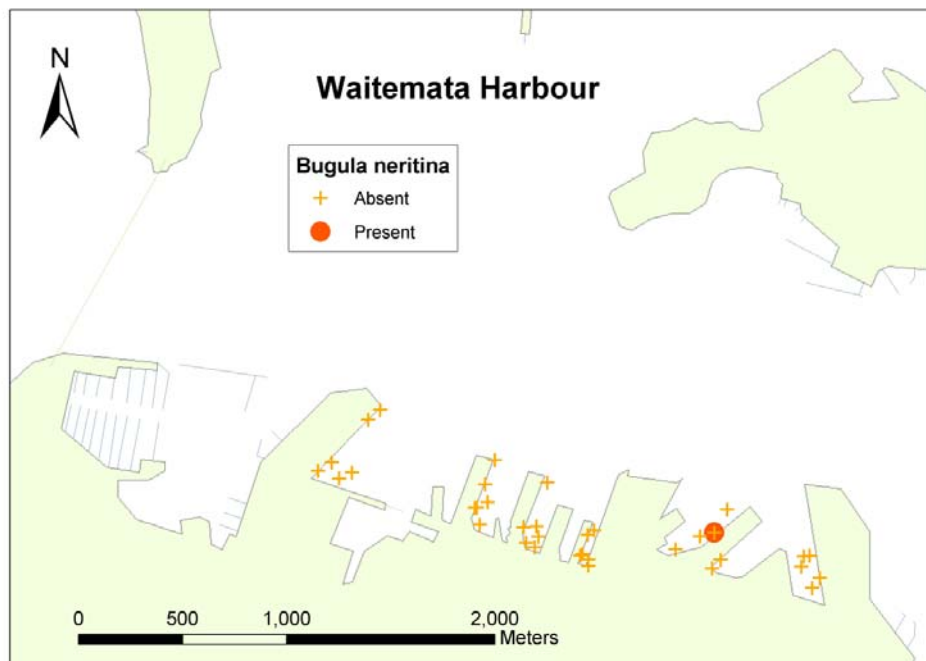 N
Waitemata Harbour
Bugula neritina
Absent
Present
0 500 1,000 2,000
Meters